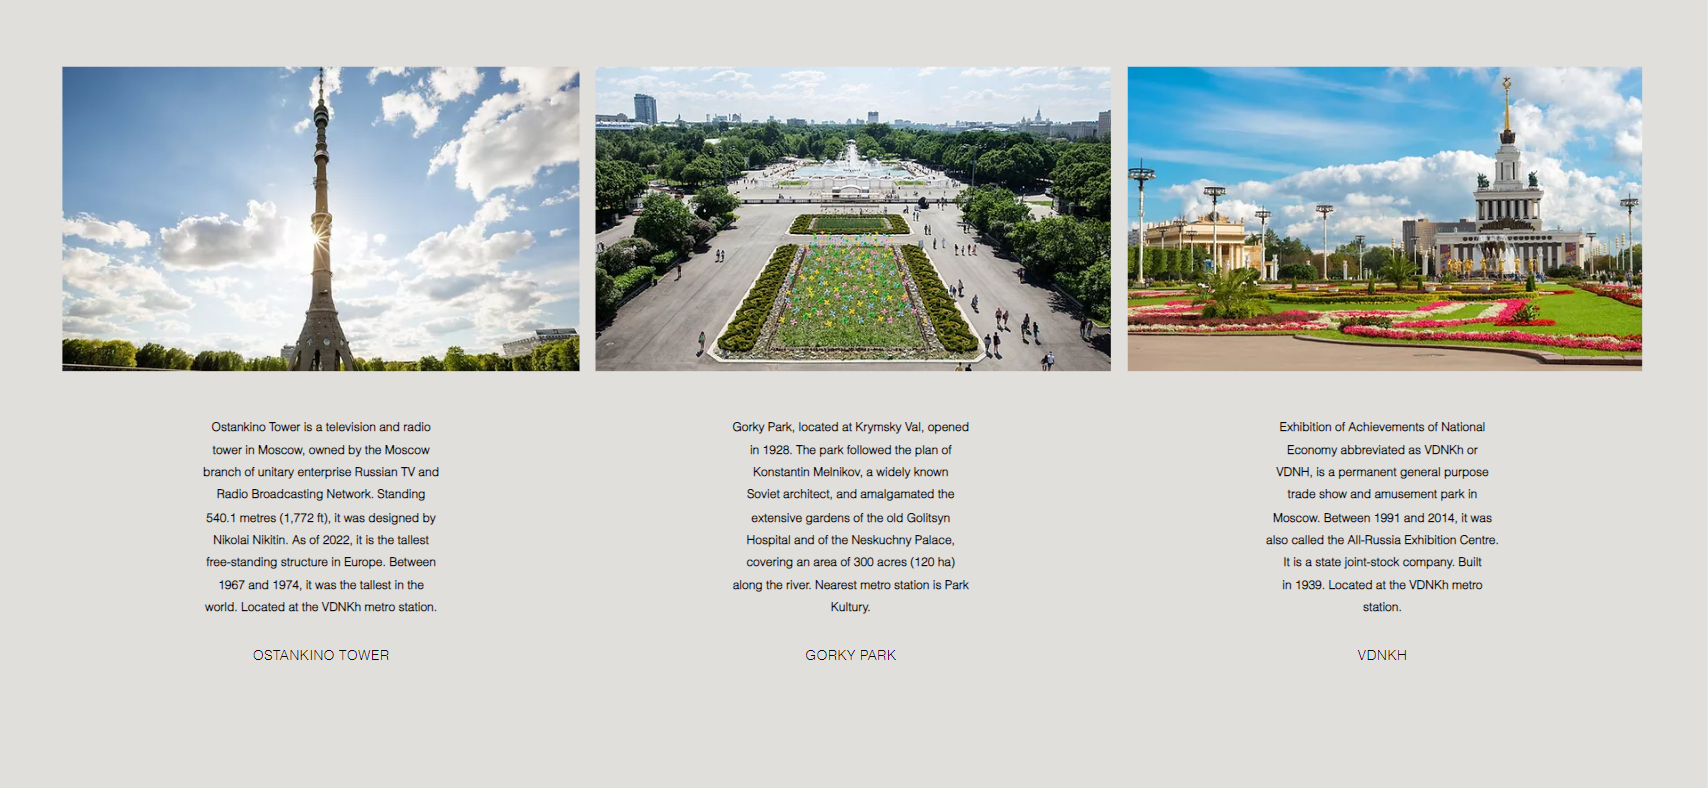 Ostankino Tower is a television and radio
tower in Moscow, owned by the Moscow
branch of unitary enterprise Russian TV and
Radio Broadcasting Network. Standing
540.1 metres (1,772 ft), it was designed by
Nikolai Nikitin. As of 2022, it is the tallest
free-standing structure in Europe. Between
1967 and 1974, it was the tallest in the
world. Located at the VDNKh metro station.
OSTANKINO TOWER
Gorky Park, located at Krymsky Val, opened
in 1928. The park followed the plan of
Konstantin Melnikov, a widely known
Soviet architect, and amalgamated the
extensive gardens of the old Golitsyn
Hospital and of the Neskuchny Palace,
covering an area of 300 acres (120 ha)
along the river. Nearest metro station is Park
Kultury.
GORKY PARK
Exhibition of Achievements of National
Economy abbreviated as VDNKh or
VDNH, is a permanent general purpose
trade show and amusement park in
Moscow. Between 1991 and 2014, it was
also called the All-Russia Exhibition Centre.
It is a state joint-stock company. Built
in 1939. Located at the VDNKh metro
station.
VDNKH